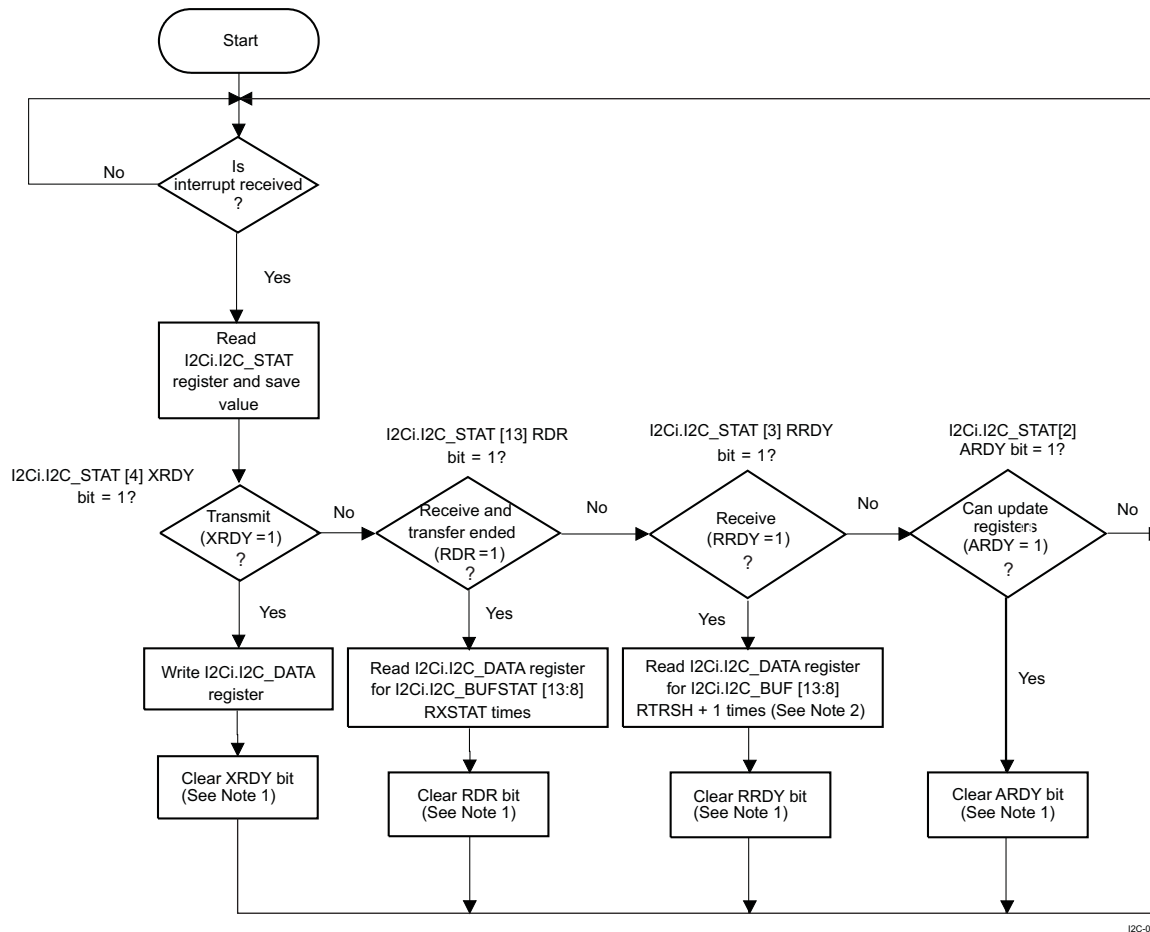 Start
Is
interrupt received
?
No
Yes
Read
I2Ci.I2C_STAT
register and save
value
I2Ci.I2C_STAT [4] XRDY
bit = 1?
Transmit
(XRDY =1)
?
No
Yes
I2Ci.I2C_STAT [13] RDR
bit = 1?
Receive and
transfer ended
(RDR =1)
?
No
Yes
I2Ci.I2C_STAT [3] RRDY
bit = 1?
Receive
(RRDY =1)
?
No
Yes
I2Ci.I2C_STAT[2]
ARDY bit = 1?
Can update
registers
(ARDY = 1)
?
No
Yes
Write I2Ci.I2C_DATA
register
Read I2Ci.I2C_DATA register
for I2Ci.I2C_BUFSTAT [13:8]
RXSTAT times
Read I2Ci.I2C_DATA register
for I2Ci.I2C_BUF [13:8]
RTRSH + 1 times (See Note 2)
Clear XRDY bit
(See Note 1)
Clear RDR bit
(See Note 1)
Clear RRDY bit
(See Note 1)
Clear ARDY bit
(See Note 1)
I2C-0